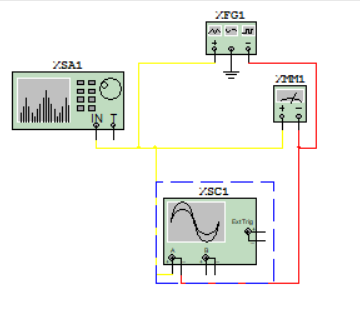 XFG1
+ −
XSA1
IN T
XMM1
+ −
XSC1
Ext Trig
+
A B